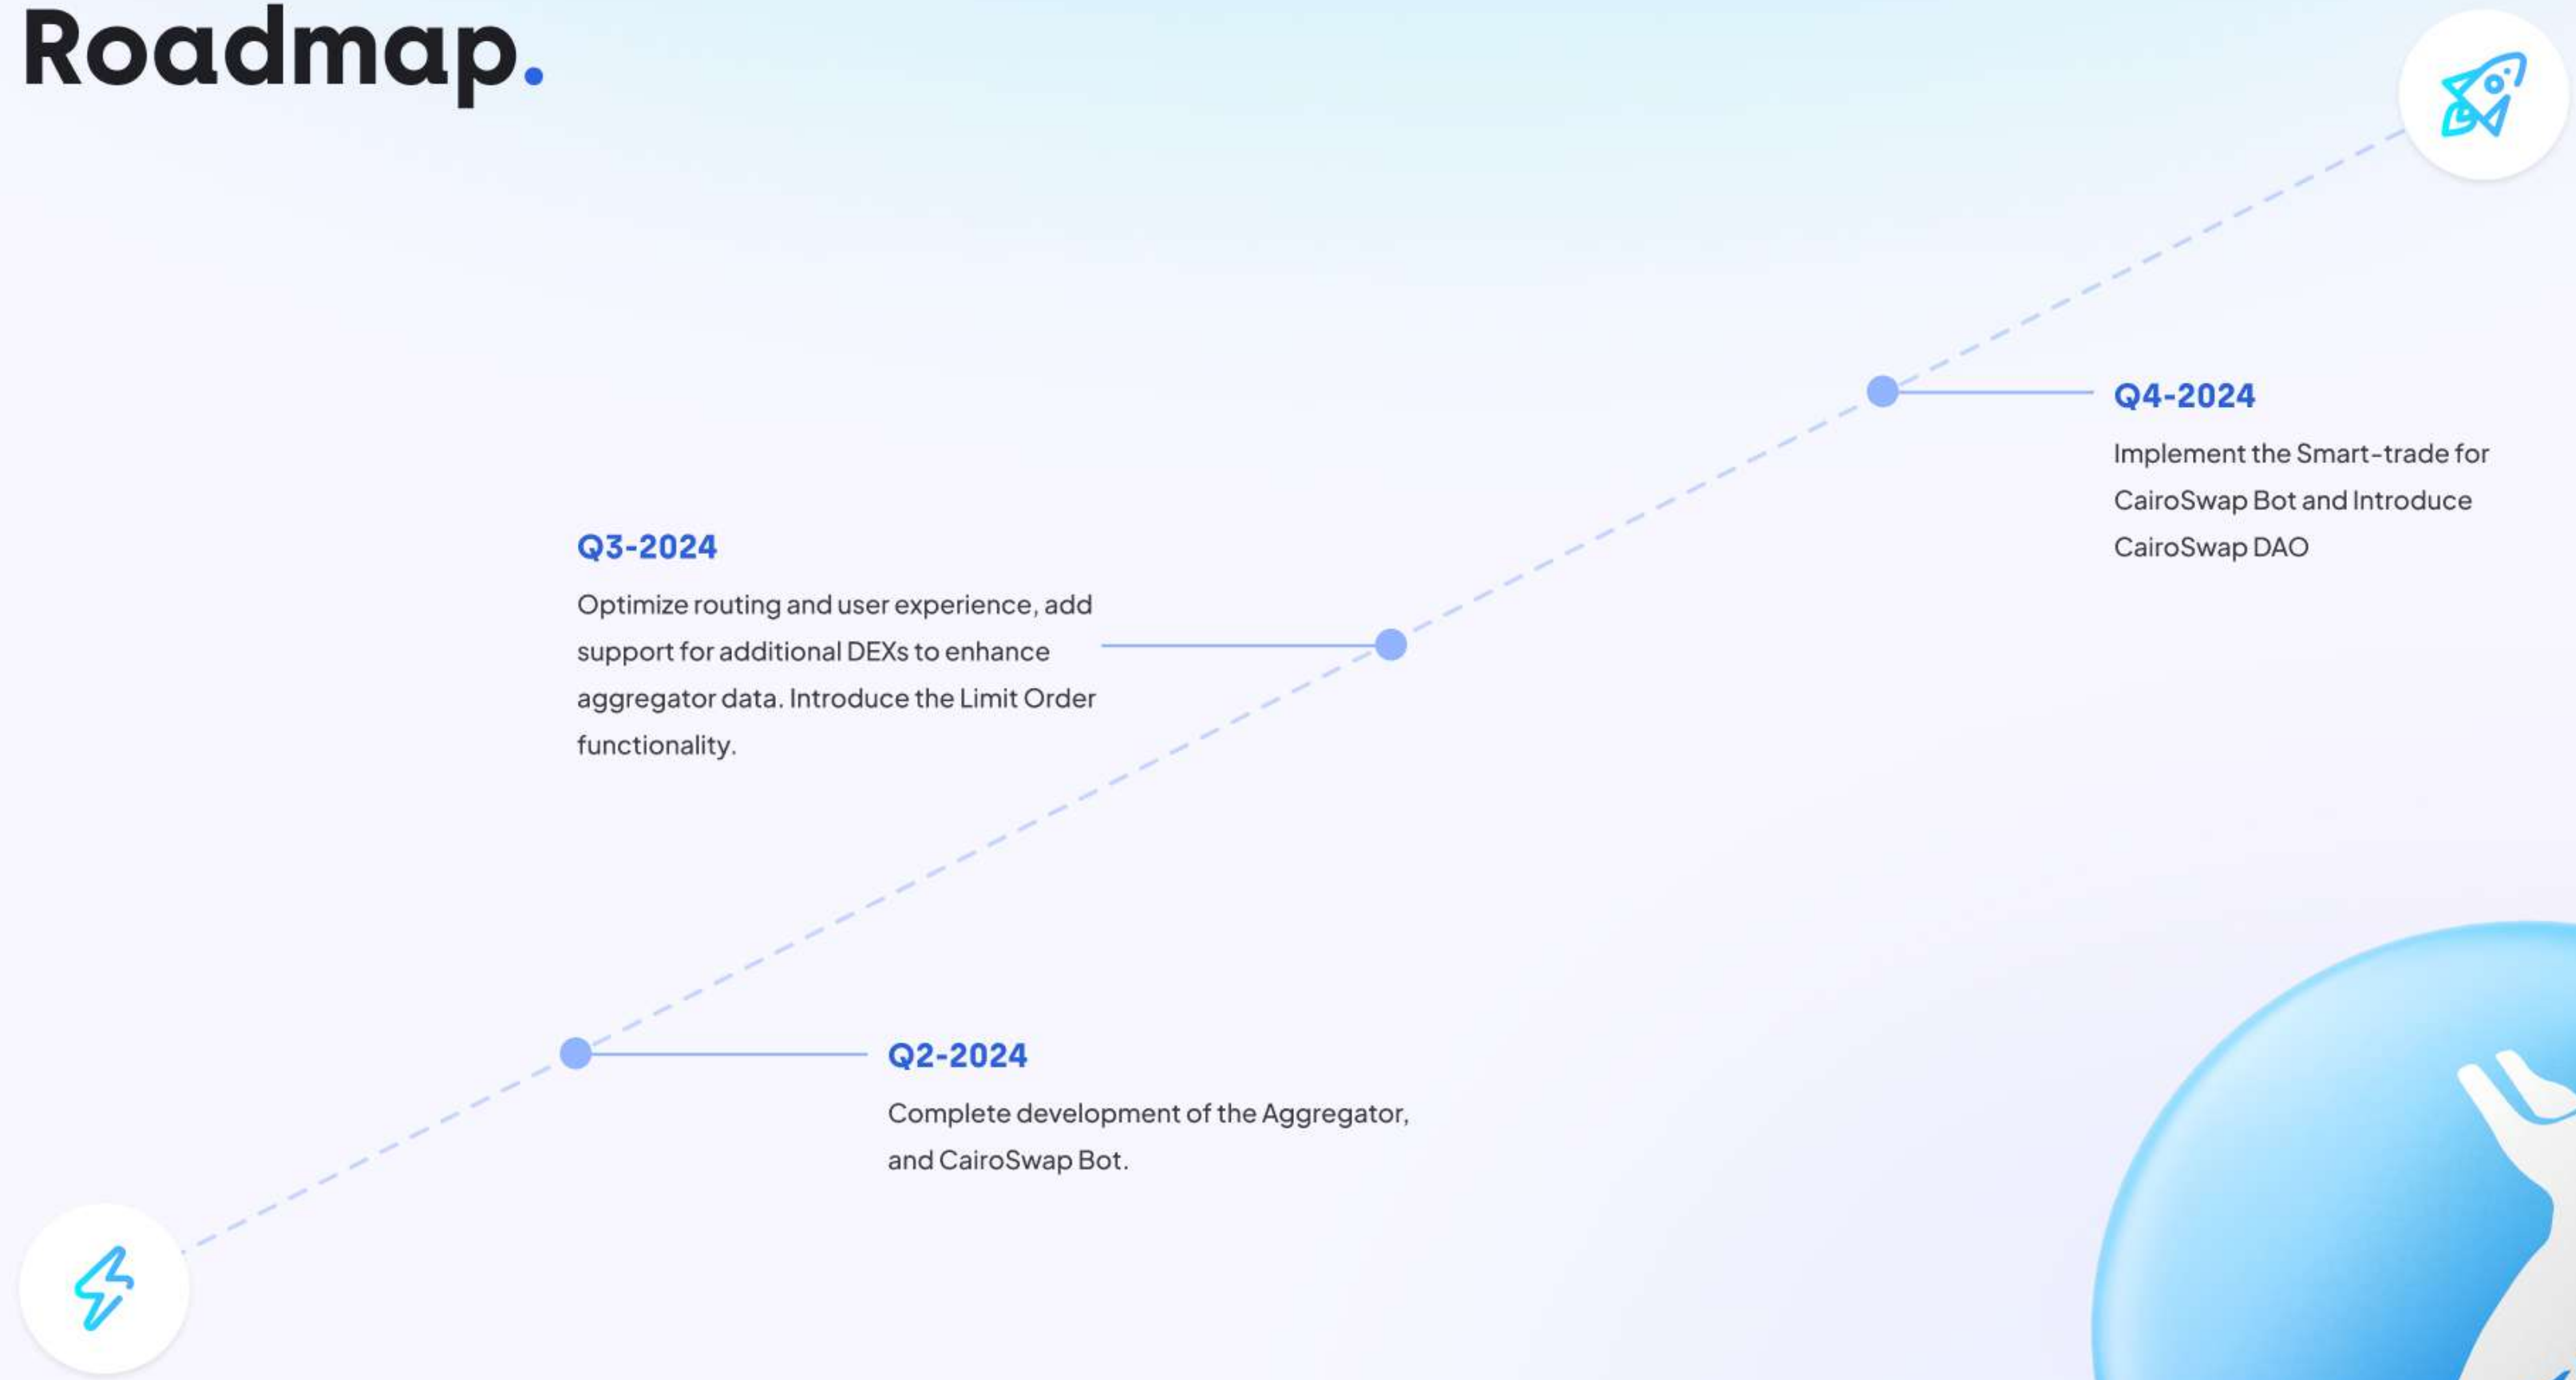 Roadmap.
Q4-2024
Implement the Smart-trade for
CairoSwap Bot and Introduce
CairoSwap DAO
Q3-2024
Optimize routing and user experience, add
support for additional DEXs to enhance
aggregator data. Introduce the Limit Order
functionality.
Q2-2024
Complete development of the Aggregator,
and CairoSwap Bot.